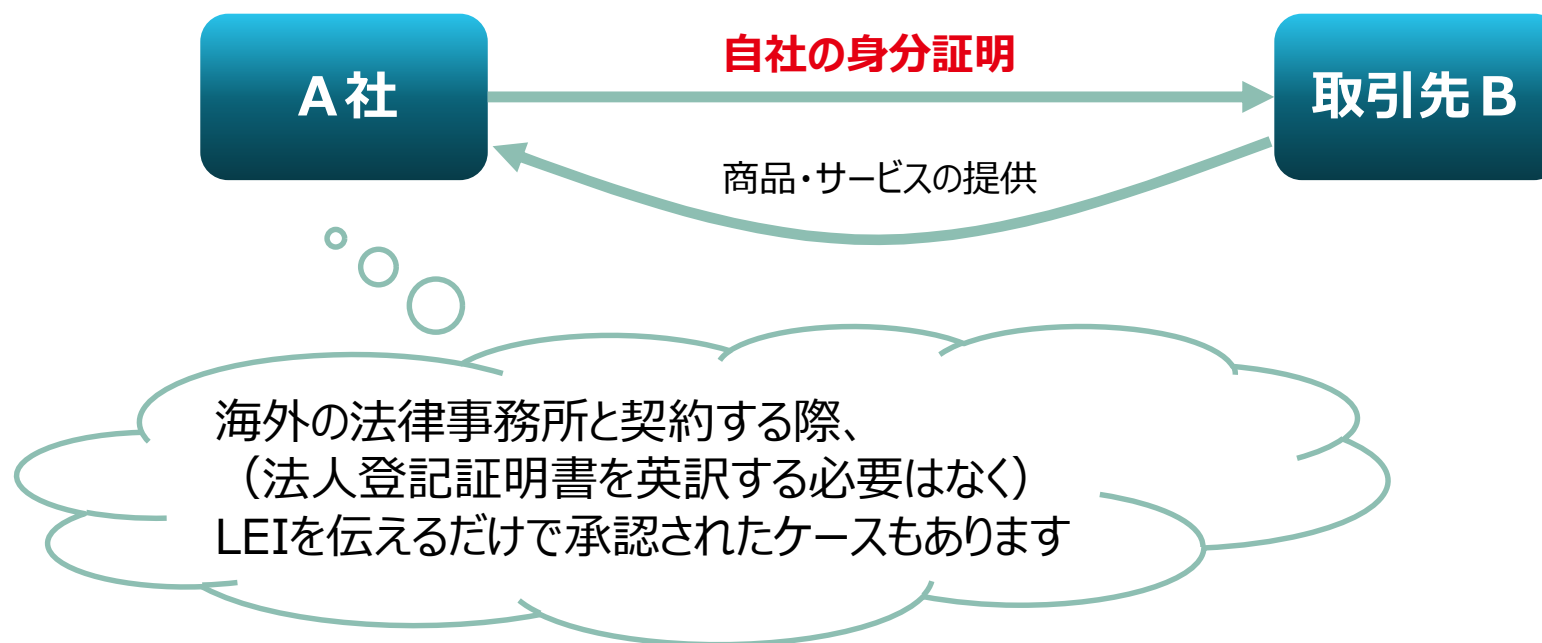 A社
自社の身分証明
取引先B
商品・サービスの提供
海外の法律事務所と契約する際、
（法人登記証明書を英訳する必要はなく）
LEIを伝えるだけで承認されたケースもあります